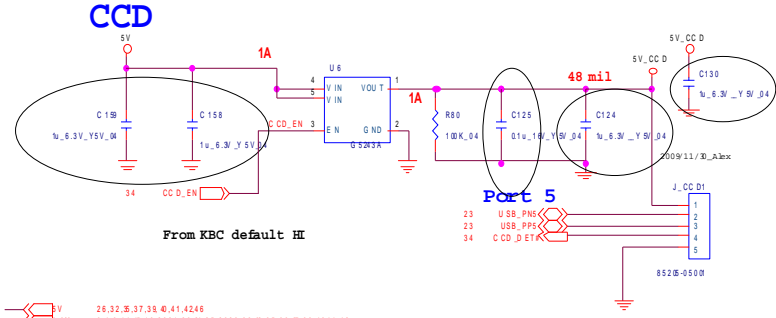 CCD
5V
1A
U6
4 VIN VOUT 1
5 VIN
3 EN GND 2
G5243A
C159
1u_6.3V_Y5V_04
C158
1u_6.3V_Y5V_04
CCD_EN
34 CCD_EN
From KBC default HI
1A
R80
100K_04
C125
0.1u_16V_Y5V_04
48 mil
C124
1u_6.3V_Y5V_04
5V_CCD
5V_CCD
C130
1u_6.3V_Y5V_04
2009/11/30_Alex
Port 5
23 USB_PN5
23 USB_PP5
34 CCD_DET#
J_CCD1
1
2
3
4
5
85205-05001
5V 26,32,35,37,39,40,41,42,46